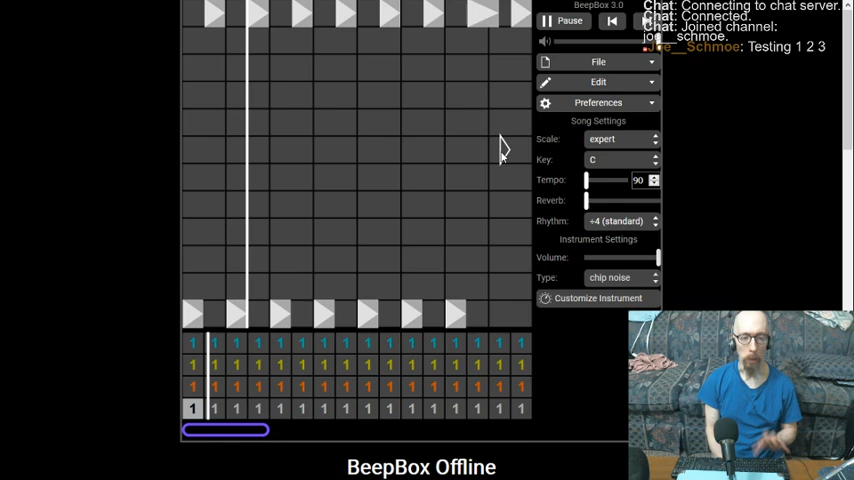 BeepBox 3.0
Pause
File
Edit
Preferences
Song Settings
Scale: expert
Key: C
Tempo: 90
Reverb:
Rhythm: ÷4 (standard)
Instrument Settings
Volume:
Type: chip noise
Customize Instrument
Chat: Connecting to chat server.
Chat: Connected.
Chat: Joined channel:
joe__schmoe.
Joe__Schmoe: Testing 1 2 3
1 1 1 1 1 1 1 1 1 1 1 1 1 1 1 1
1 1 1 1 1 1 1 1 1 1 1 1 1 1 1 1
1 1 1 1 1 1 1 1 1 1 1 1 1 1 1 1
1 1 1 1 1 1 1 1 1 1 1 1 1 1 1 1
BeepBox Offline